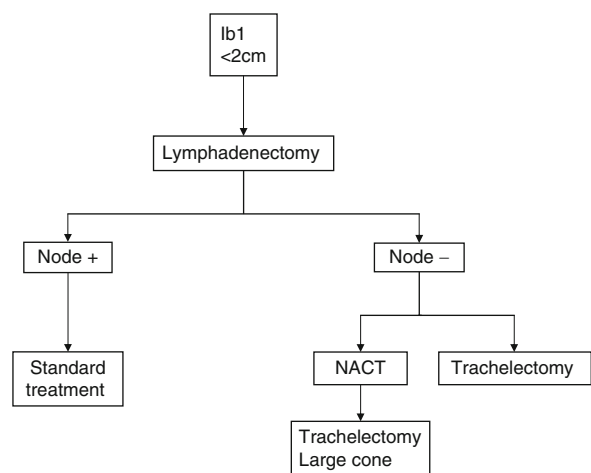 Ib1
<2cm
Lymphadenectomy
Node +
Node −
Standard
treatment
NACT
Trachelectomy
Trachelectomy
Large cone